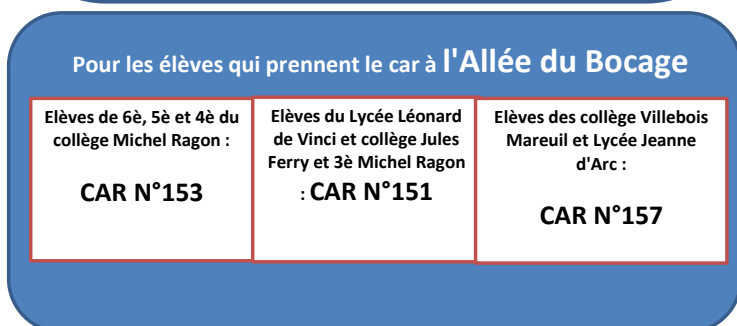 Pour les élèves qui prennent le car à l'Allée du Bocage
Elèves de 6è, 5è et 4è du
collège Michel Ragon :
CAR N°153
Elèves du Lycée Léonard
de Vinci et collège Jules
Ferry et 3è Michel Ragon
: CAR N°151
Elèves des collège Villebois
Mareuil et Lycée Jeanne
d'Arc :
CAR N°157